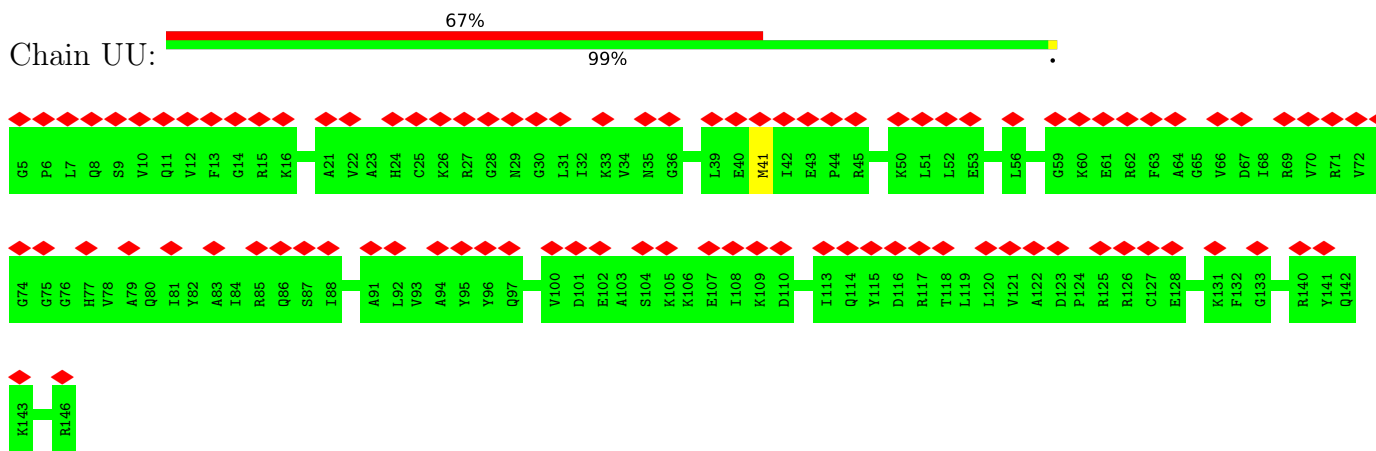 67%
Chain UU:
99%
•
G5 P6 L7 Q8 S9 V10 Q11 V12 F13 G14 R15 K16 A21 V22 A23 H24 C25 K26 R27 G28 N29 G30 L31 I32 K33 V34 N35 G36 L39 E40 M41 I42 E43 P44 R45 K50 L51 L52 E53 L56 G59 K60 E61 R62 F63 A64 G65 V66 D67 I68 R69 V70 R71 V72
G74 G75 G76 H77 V78 A79 Q80 I81 Y82 A83 I84 R85 Q86 S87 I88 A91 L92 V93 A94 Y95 Y96 Q97 V100 D101 E102 A103 S104 K105 K106 E107 I108 K109 D110 I113 Q114 Y115 D116 R117 T118 L119 L120 V121 A122 D123 P124 R125 R126 C127 E128 K131 F132 G133 R140 Y141 Q142
K143 R146